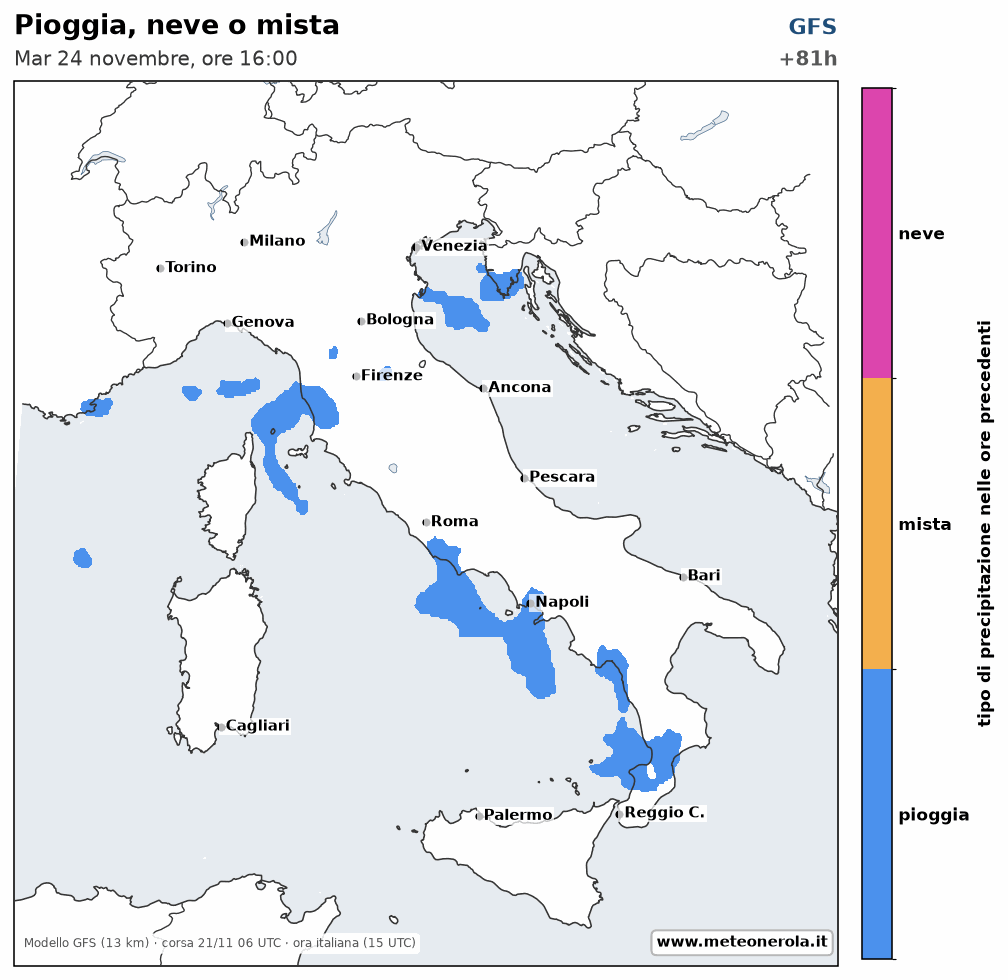 Pioggia, neve o mista
GFS
Mar 24 novembre, ore 16:00
+81h
neve
Milano
Venezia
Torino
Genova
Bologna
Firenze
Ancona
Pescara
mista
Roma
Bari
Napoli
Cagliari
Palermo
Reggio C.
pioggia
tipo di precipitazione nelle ore precedenti
Modello GFS (13 km) · corsa 21/11 06 UTC · ora italiana (15 UTC)
www.meteonerola.it